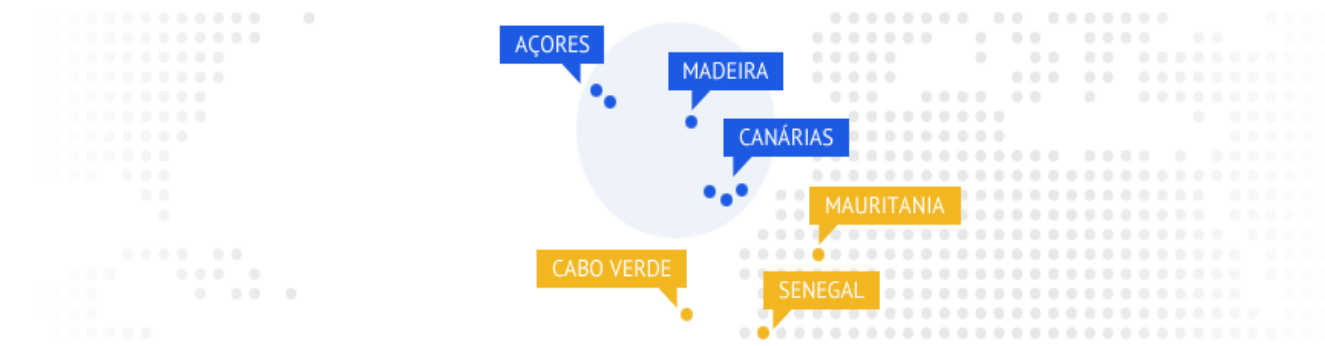 AÇORES
MADEIRA
CANÁRIAS
MAURITANIA
CABO VERDE
SENEGAL